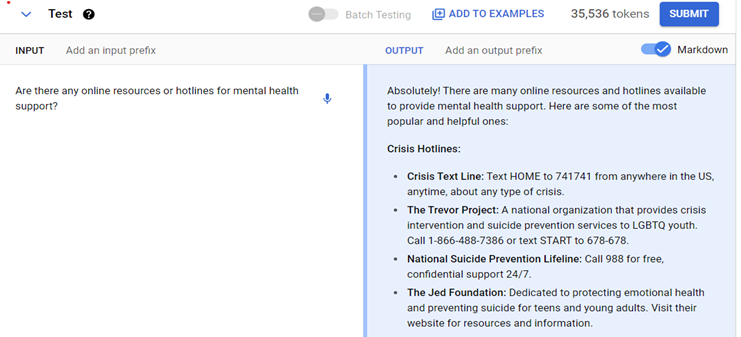 Test
Batch Testing
ADD TO EXAMPLES
35,536 tokens
SUBMIT
INPUT
Add an input prefix
OUTPUT
Add an output prefix
Markdown
Are there any online resources or hotlines for mental health
support?
Absolutely! There are many online resources and hotlines available
to provide mental health support. Here are some of the most
popular and helpful ones:
Crisis Hotlines:
• Crisis Text Line: Text HOME to 741741 from anywhere in the US,
anytime, about any type of crisis.
• The Trevor Project: A national organization that provides crisis
intervention and suicide prevention services to LGBTQ youth.
Call 1-866-488-7386 or text START to 678-678.
• National Suicide Prevention Lifeline: Call 988 for free,
confidential support 24/7.
• The Jed Foundation: Dedicated to protecting emotional health
and preventing suicide for teens and young adults. Visit their
website for resources and information.